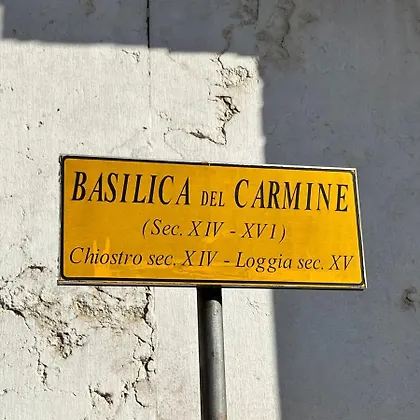 BASILICA DEL CARMINE
(Sec. XIV - XVI)
Chiostro sec. XIV - Loggia sec. XV